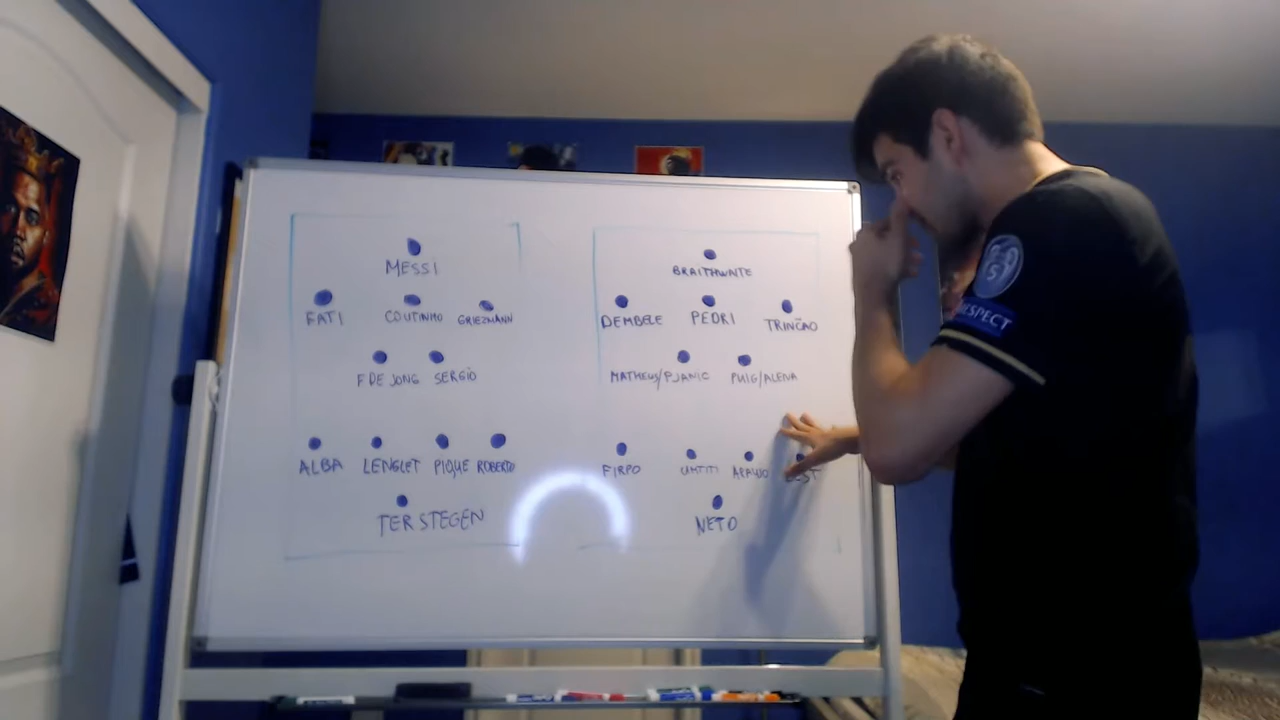 MESSI
FATI COUTINHO GRIEZMANN
F DE JONG SERGIO
ALBA LENGLET PIQUE ROBERTO
TER STEGEN
BRAITHWAITE
DEMBELE PEDRI TRINCÃO
MATHEUS/PJANIC PUIG/ALENA
FIRPO UMTITI ARAUJO DEST
NETO
RESPECT